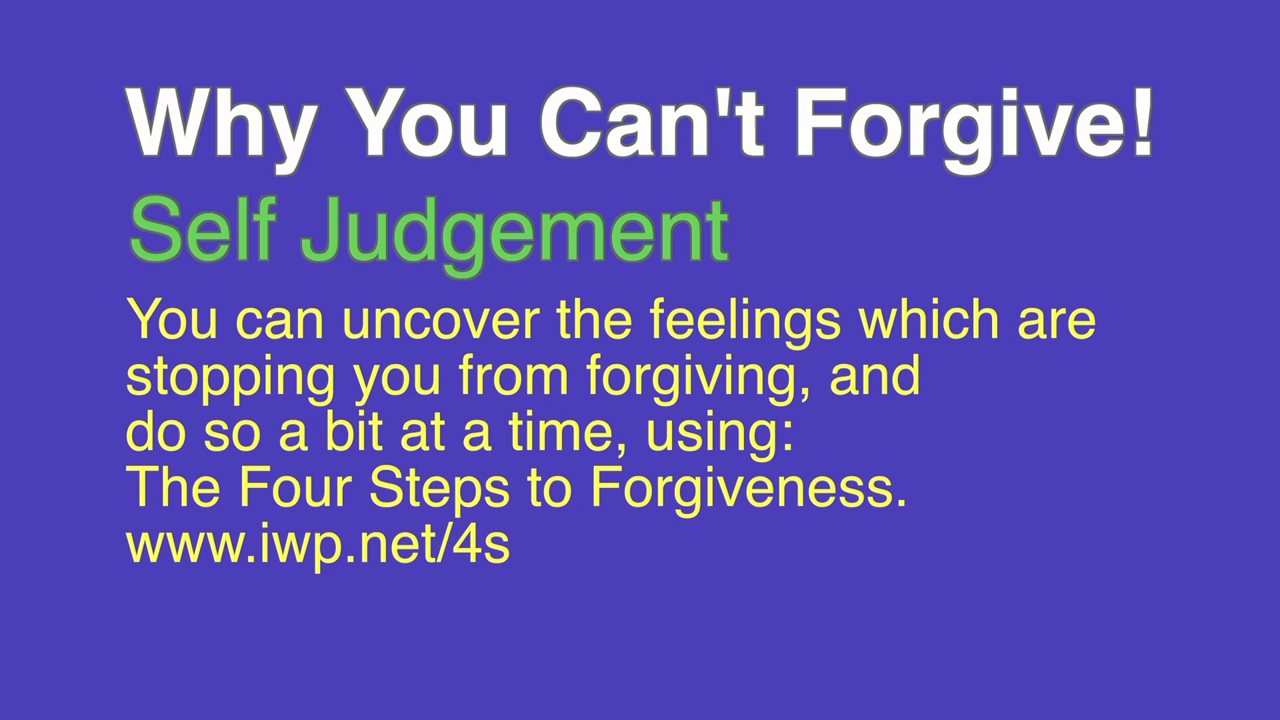 Why You Can't Forgive!
Self Judgement
You can uncover the feelings which are
stopping you from forgiving, and
do so a bit at a time, using:
The Four Steps to Forgiveness.
www.iwp.net/4s